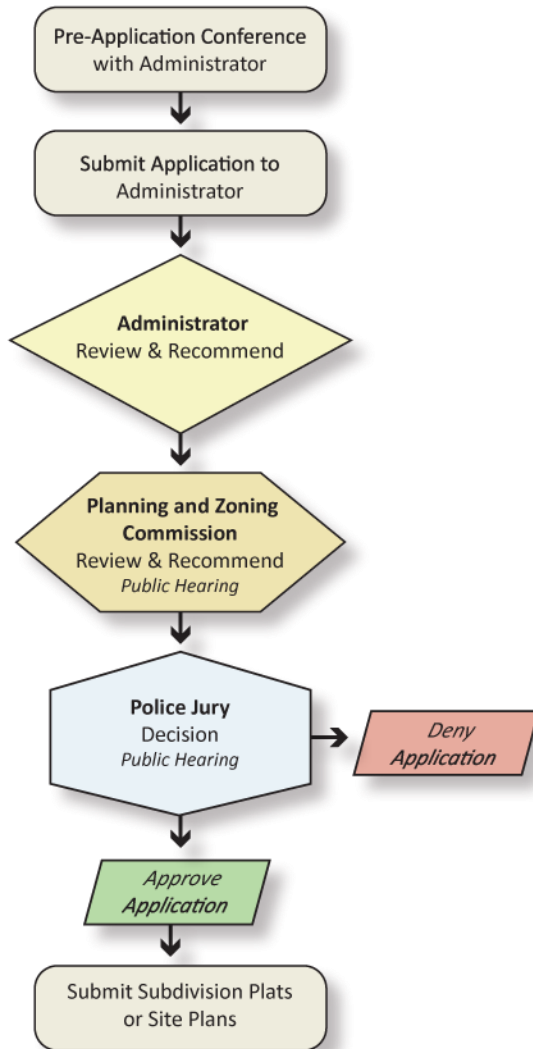 Pre-Application Conference
with Administrator
Submit Application to
Administrator
Administrator
Review & Recommend
Planning and Zoning
Commission
Review & Recommend
Public Hearing
Police Jury
Decision
Public Hearing
Deny
Application
Approve
Application
Submit Subdivision Plats
or Site Plans